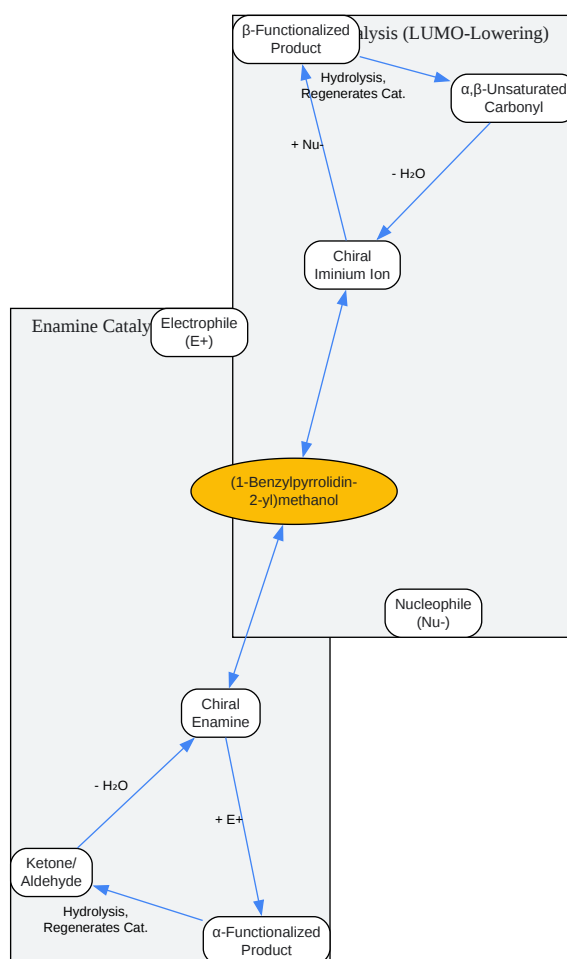 β-Functionalized
Product
alysis (LUMO-Lowering)
Hydrolysis,
Regenerates Cat.
α,β-Unsaturated
Carbonyl
+ Nu-
- H₂O
Chiral
Iminium Ion
Enamine Cataly
Electrophile
(E+)
(1-Benzylpyrrolidin-
2-yl)methanol
Nucleophile
(Nu-)
Chiral
Enamine
- H₂O
+ E+
Ketone/
Aldehyde
Hydrolysis,
Regenerates Cat.
α-Functionalized
Product